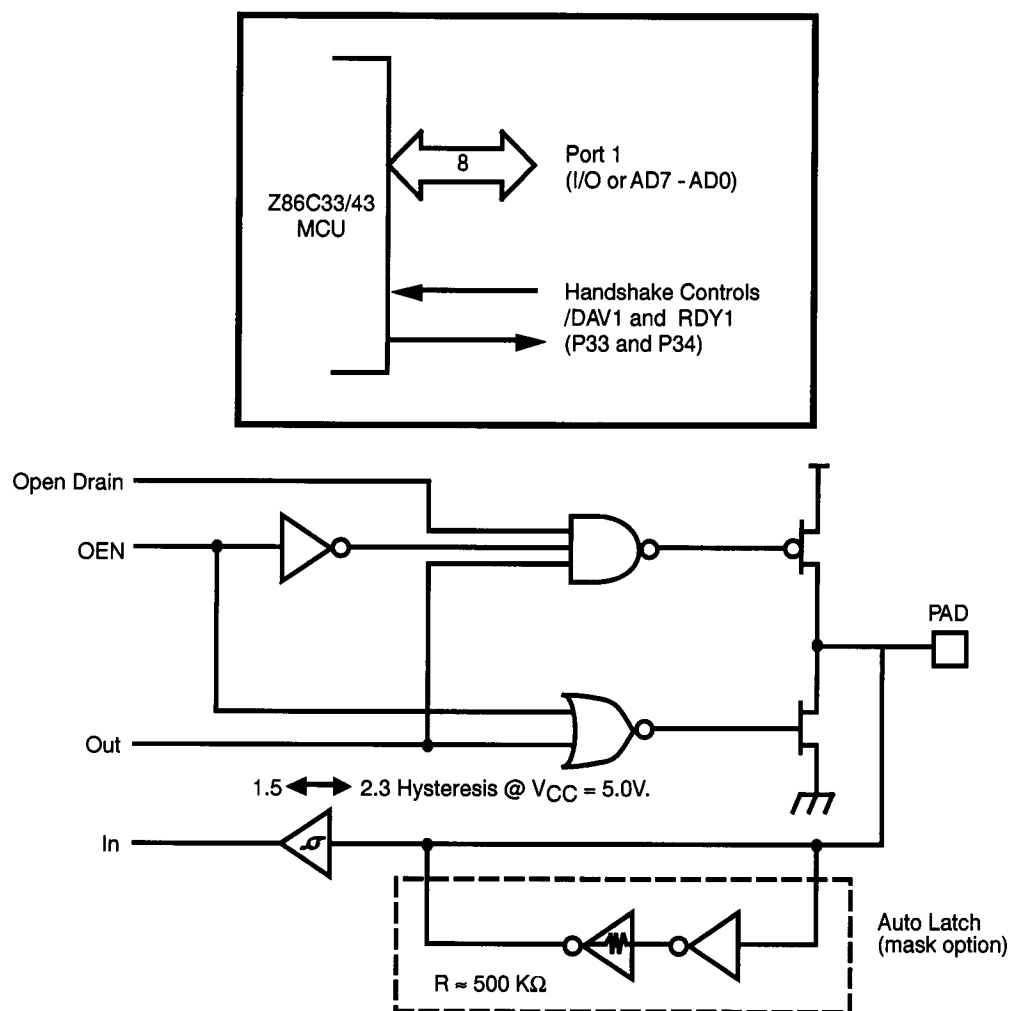 8
Port 1
(I/O or AD7 - AD0)
Z86C33/43
MCU
Handshake Controls
/DAV1 and RDY1
(P33 and P34)
Open Drain
OEN
PAD
Out
1.5 2.3 Hysteresis @ VCC = 5.0V.
In
Auto Latch
(mask option)
R ≈ 500 KΩ